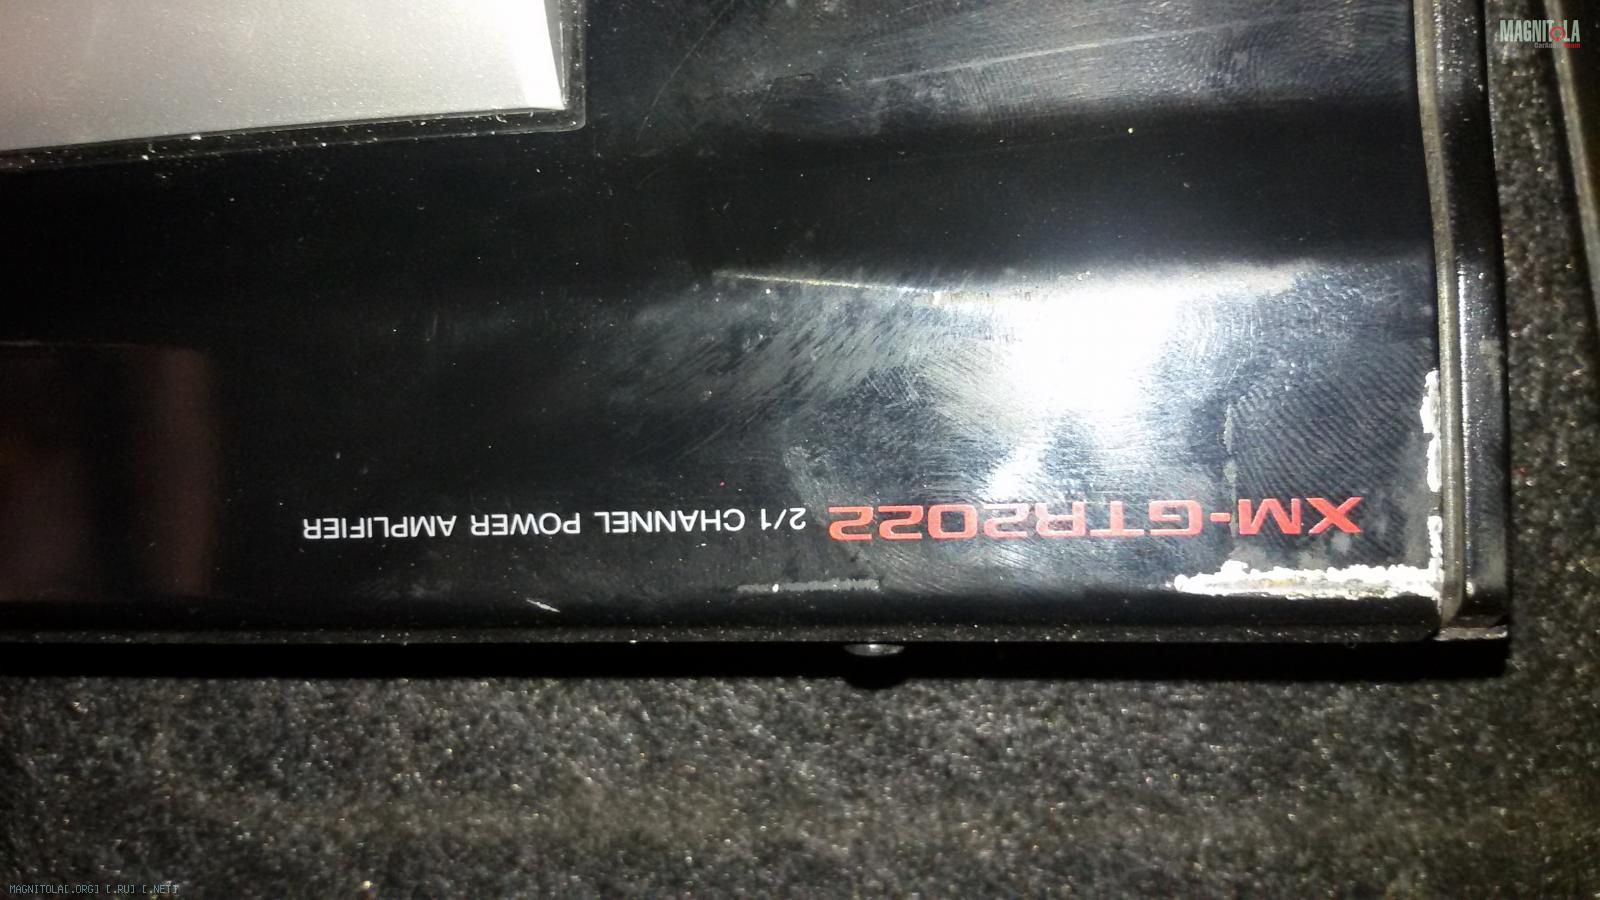 MAGNITOLA
XM-GTR2022 2/1 CHANNEL POWER AMPLIFIER
MAGNITOLA[.ORG] [.RU] [.NET]